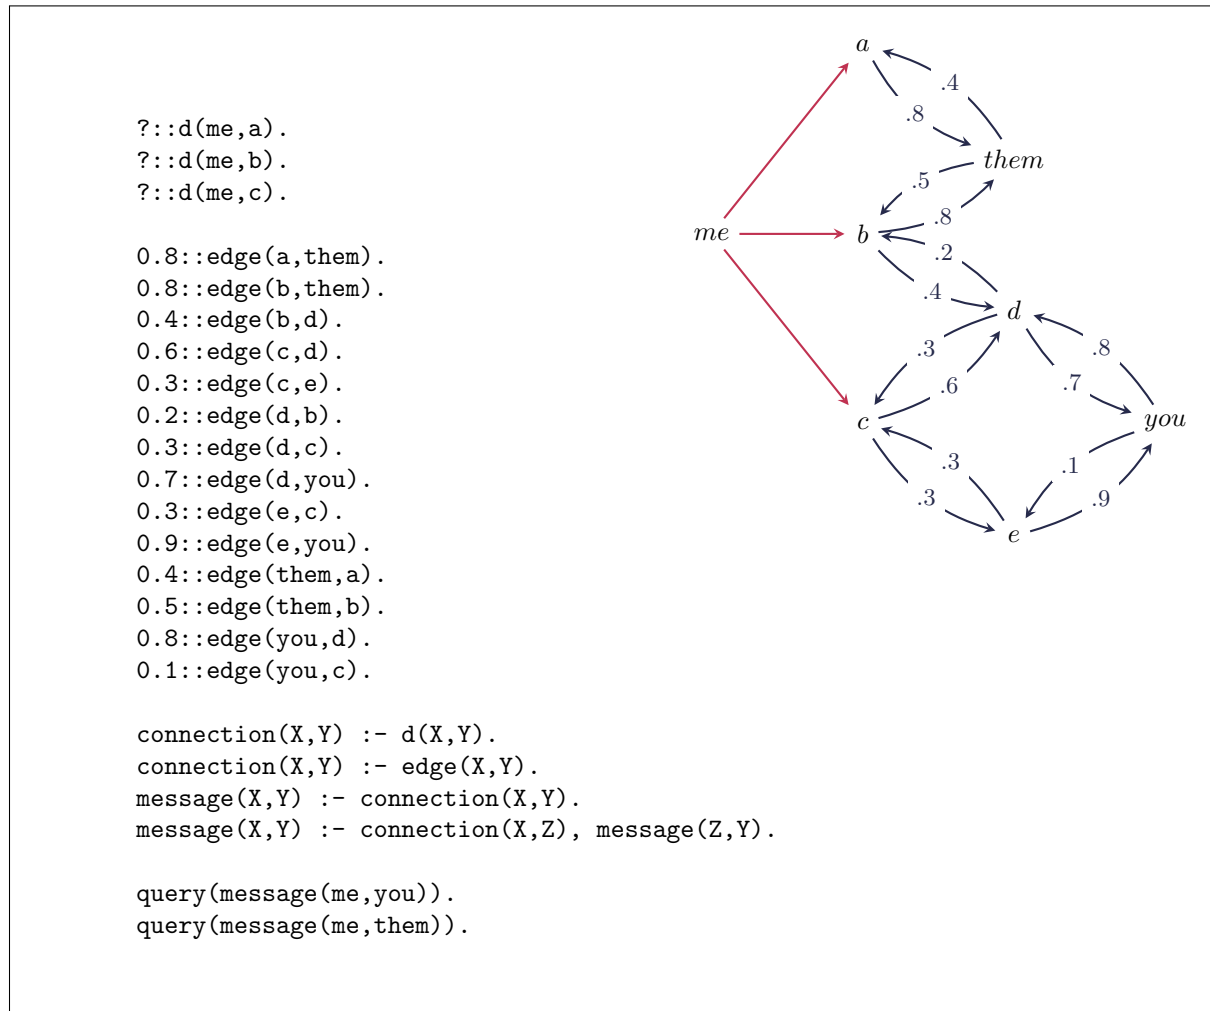 ?::d(me,a).
?::d(me,b).
?::d(me,c).
0.8::edge(a,them).
0.8::edge(b,them).
0.4::edge(b,d).
0.6::edge(c,d).
0.3::edge(c,e).
0.2::edge(d,b).
0.3::edge(d,c).
0.7::edge(d,you).
0.3::edge(e,c).
0.9::edge(e,you).
0.4::edge(them,a).
0.5::edge(them,b).
0.8::edge(you,d).
0.1::edge(you,c).
connection(X,Y) :- d(X,Y).
connection(X,Y) :- edge(X,Y).
message(X,Y) :- connection(X,Y).
message(X,Y) :- connection(X,Z), message(Z,Y).
query(message(me,you)).
query(message(me,them)).
a
.4
.8
them
.5
.8
me
b
.2
.4
d
.3
.8
.7
.6
c
you
.3
.1
.3
.9
e